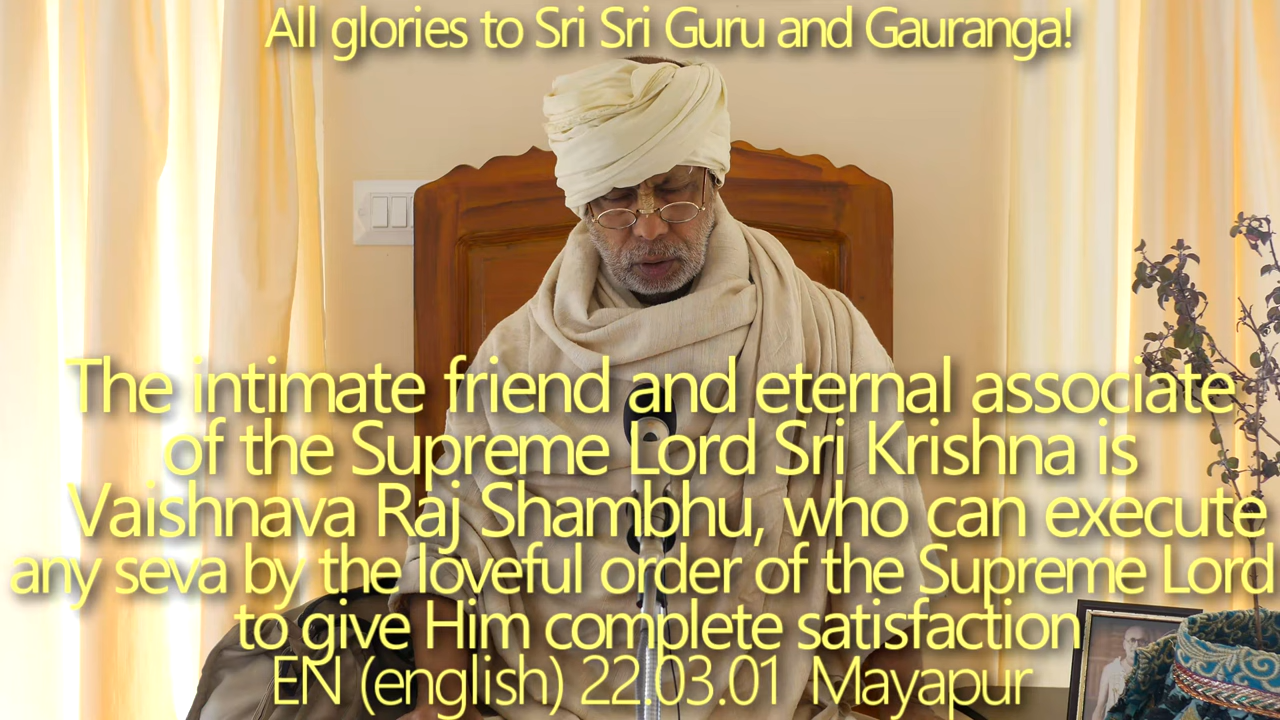 All glories to Sri Sri Guru and Gauranga!
The intimate friend and eternal associate
of the Supreme Lord Sri Krishna is
Vaishnava Raj Shambhu, who can execute
any seva by the loveful order of the Supreme Lord
to give Him complete satisfaction
EN (english) 22.03.01 Mayapur